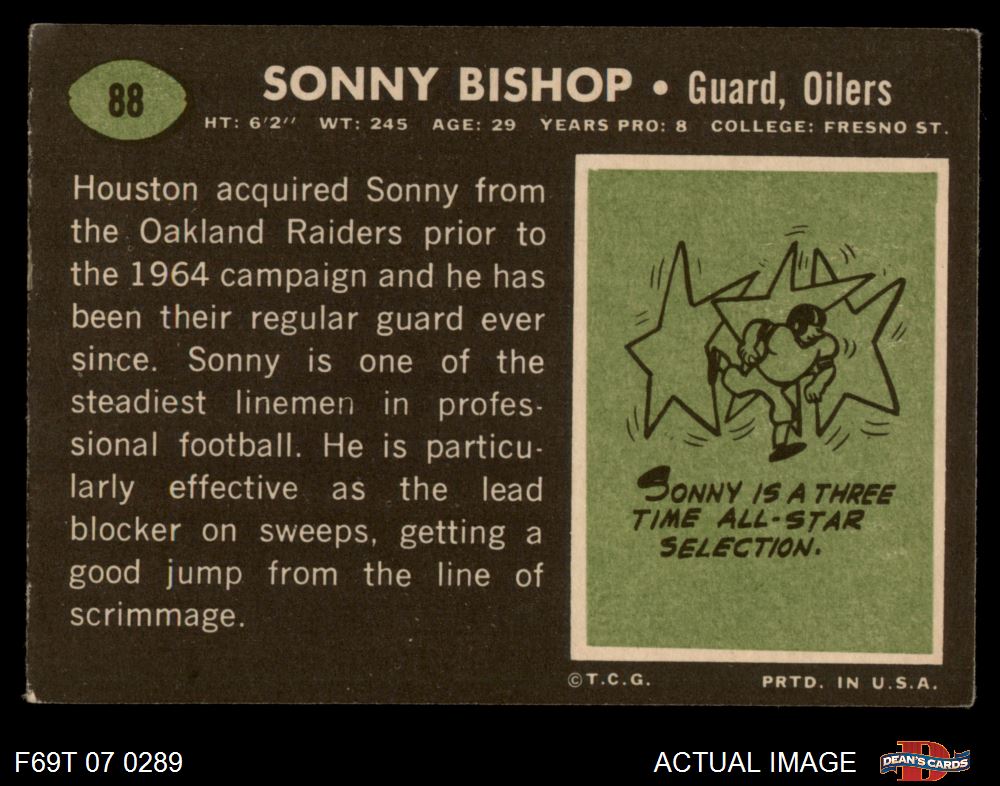 88
SONNY BISHOP • Guard, Oilers
HT: 6'2'' WT: 245 AGE: 29 YEARS PRO: 8 COLLEGE: FRESNO ST.
Houston acquired Sonny from
the Oakland Raiders prior to
the 1964 campaign and he has
been their regular guard ever
since. Sonny is one of the
steadiest linemen in profes-
sional football. He is particu-
larly effective as the lead
blocker on sweeps, getting a
good jump from the line of
scrimmage.
SONNY IS A THREE
TIME ALL-STAR
SELECTION.
© T.C.G. PRTD. IN U.S.A.
F69T 07 0289 ACTUAL IMAGE
DEAN'S CARDS